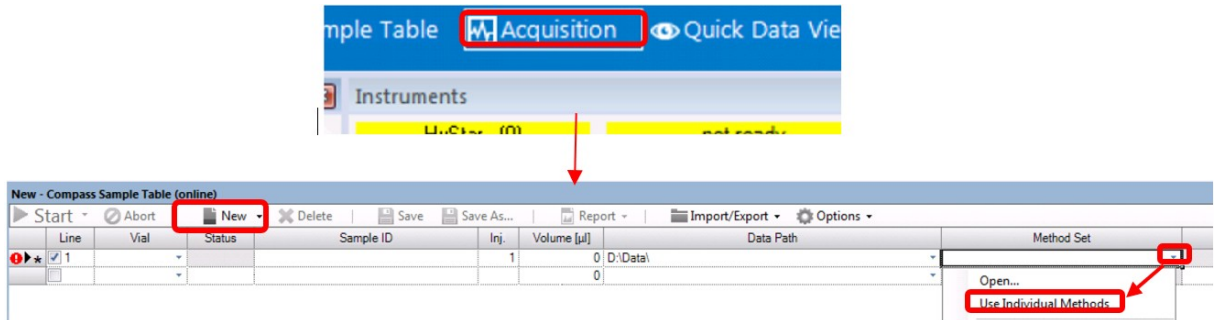 mple Table Acquisition Quick Data Vie
Instruments
HyStar (0) not ready
New - Compass Sample Table (online)
Start Abort New Delete Save Save As... Report Import/Export Options
Line Vial Status Sample ID Inj. Volume [µl] Data Path Method Set
1 1 0 D:\Data\
0
Open...
Use Individual Methods